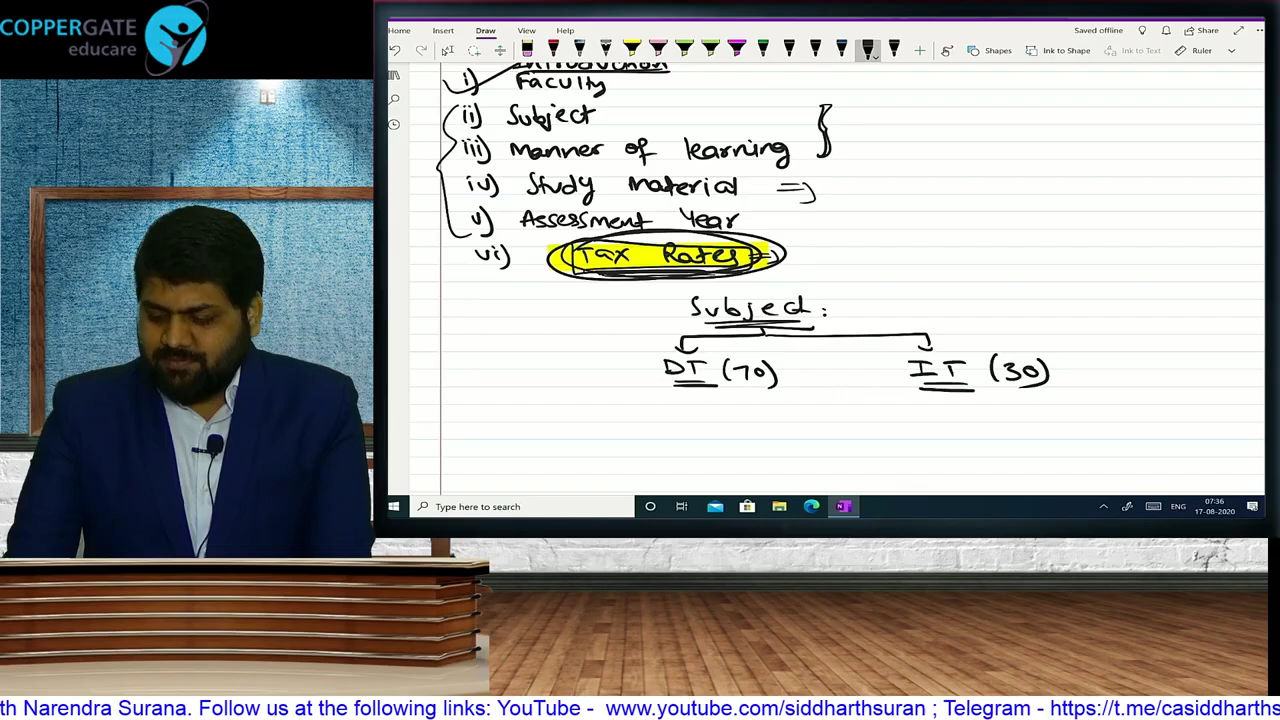 COPPERGATE
educare
Home Insert Draw View Help
Saved offline Share
Shapes Ink to Shape Ink to Text Ruler
Introduction
i) Faculty
ii) Subject
iii) Manner of learning
iv) Study Material =>
v) Assessment Year
vi) Tax Rates =>
Subject :
DT (70) IT (30)
Type here to search
ENG 07:36
17-08-2020
th Narendra Surana. Follow us at the following links: YouTube - www.youtube.com/siddharthsuran ; Telegram - https://t.me/casiddharths